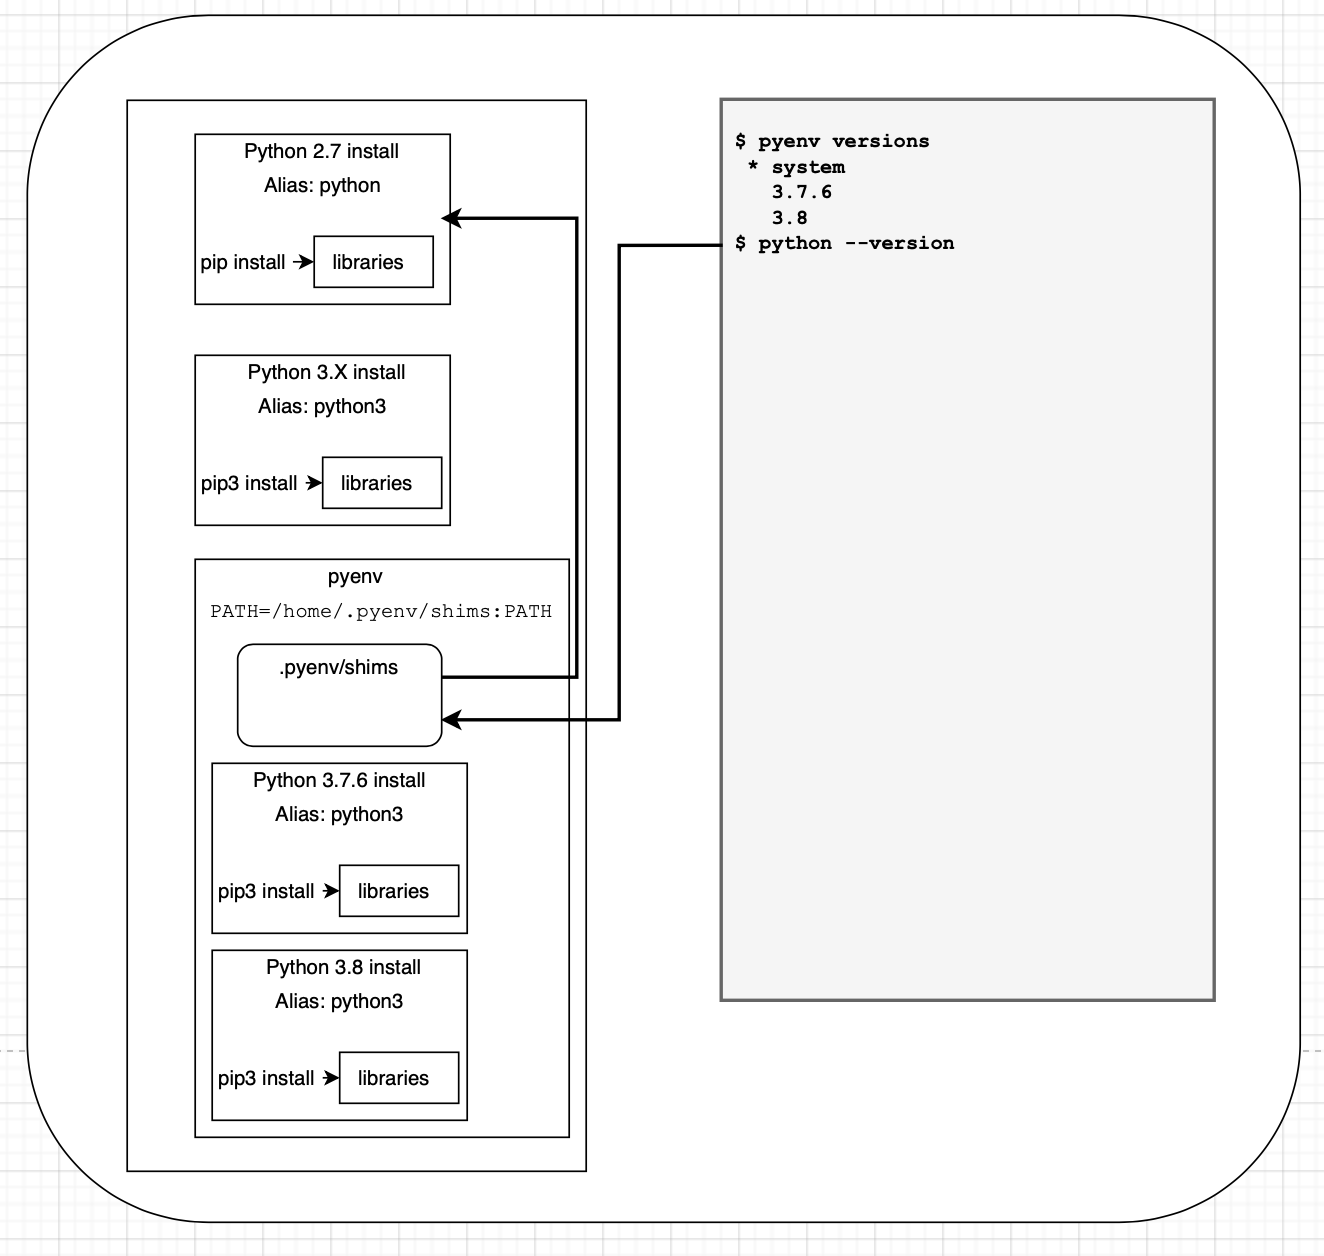 Python 2.7 install
Alias: python
pip install
libraries
Python 3.X install
Alias: python3
pip3 install
libraries
pyenv
PATH=/home/.pyenv/shims:PATH
.pyenv/shims
Python 3.7.6 install
Alias: python3
pip3 install
libraries
Python 3.8 install
Alias: python3
pip3 install
libraries
$ pyenv versions
* system
3.7.6
3.8
$ python --version